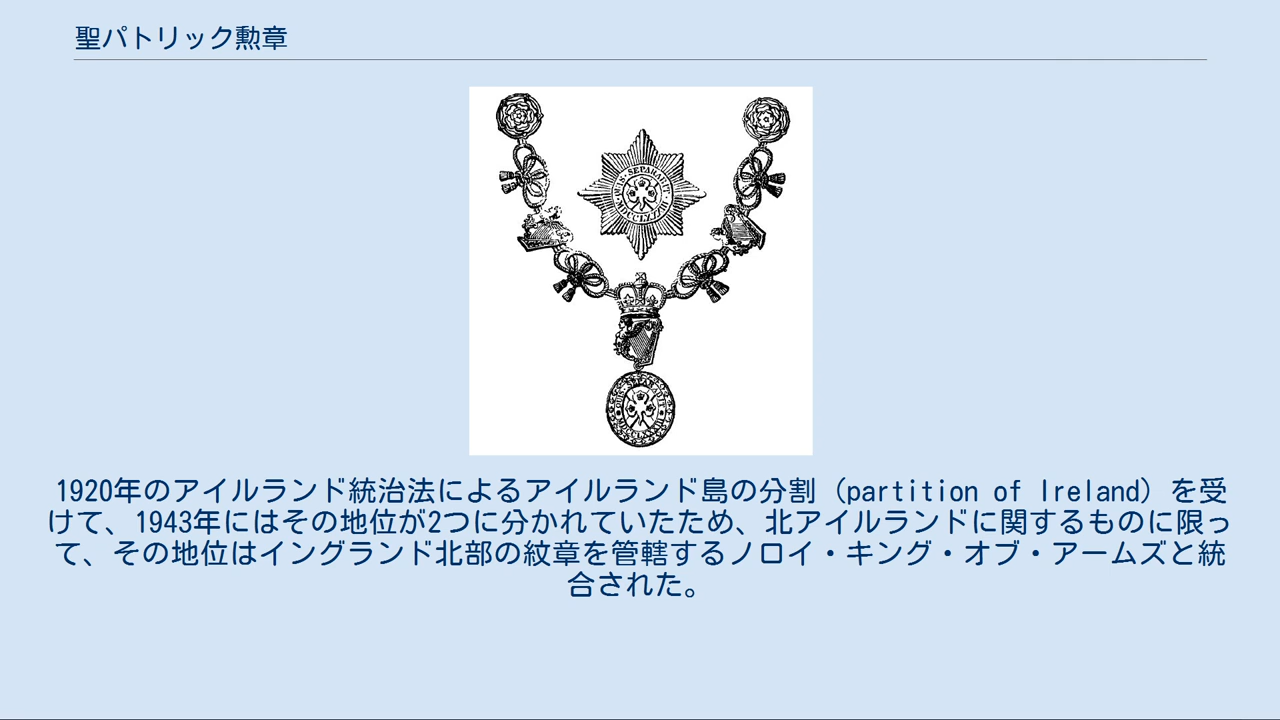 聖パトリック勲章
QUIS SEPARABIT
MDCCLXXXIII
QUIS SEPARABIT
MDCCLXXXIII
1920年のアイルランド統治法によるアイルランド島の分割（partition of Ireland）を受
けて、1943年にはその地位が2つに分かれていたため、北アイルランドに関するものに限っ
て、その地位はイングランド北部の紋章を管轄するノロイ・キング・オブ・アームズと統
合された。